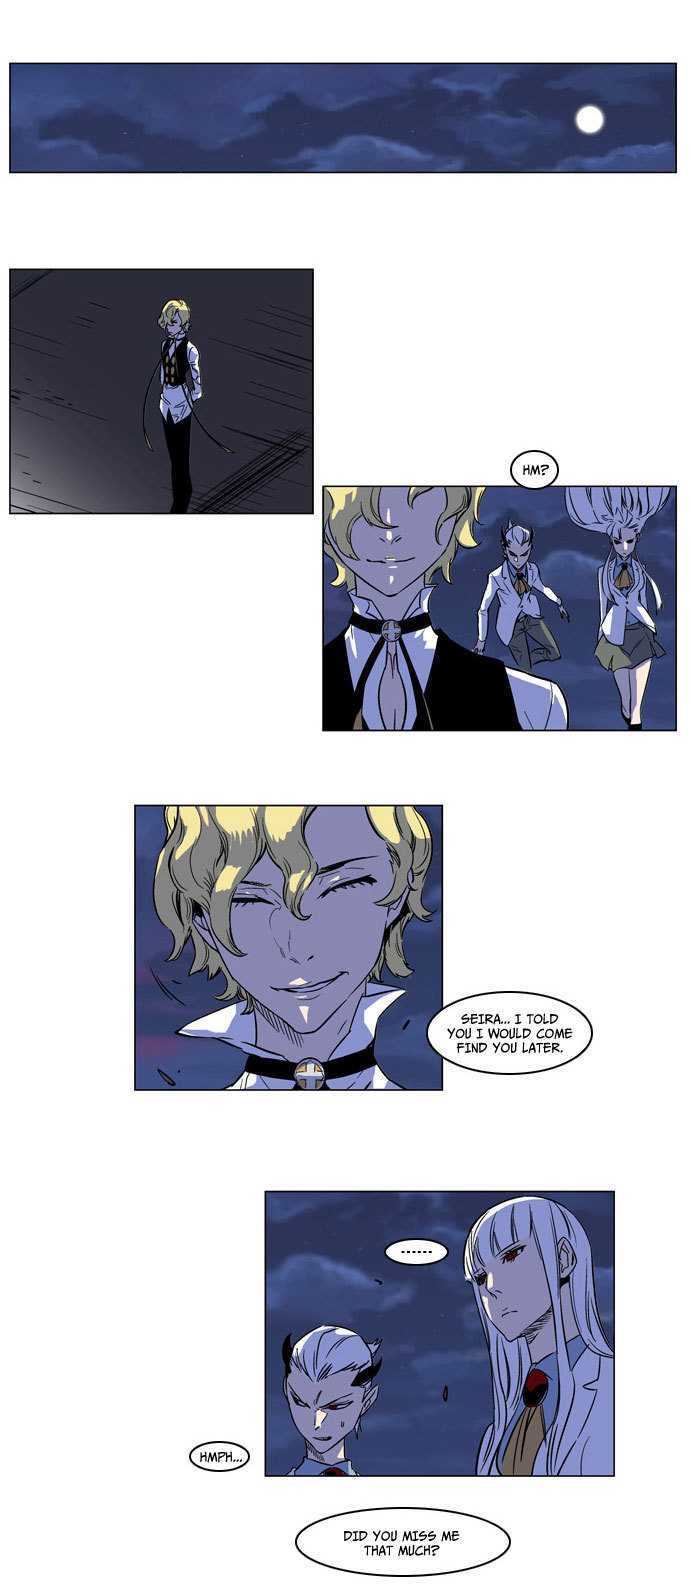 HM?
SEIRA... I TOLD
YOU I WOULD COME
FIND YOU LATER.
------
HMPH...
DID YOU MISS ME
THAT MUCH?